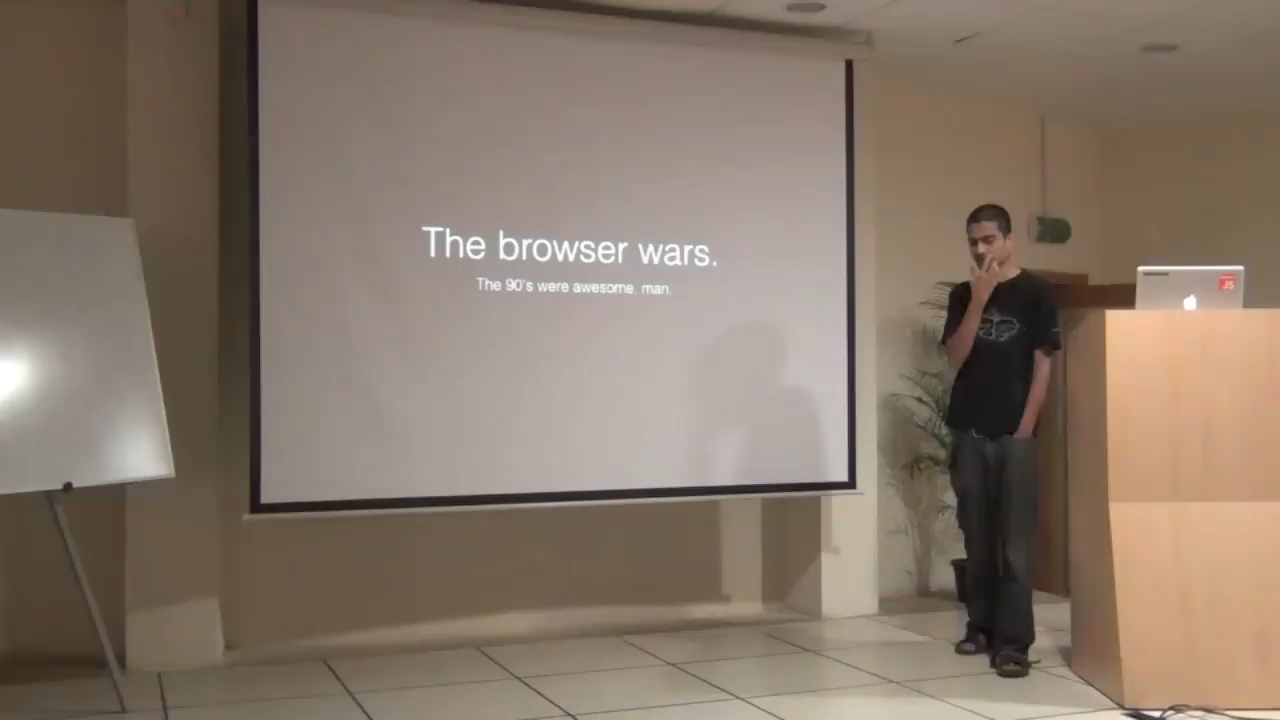 The browser wars.
The 90's were awesome. man.
JS